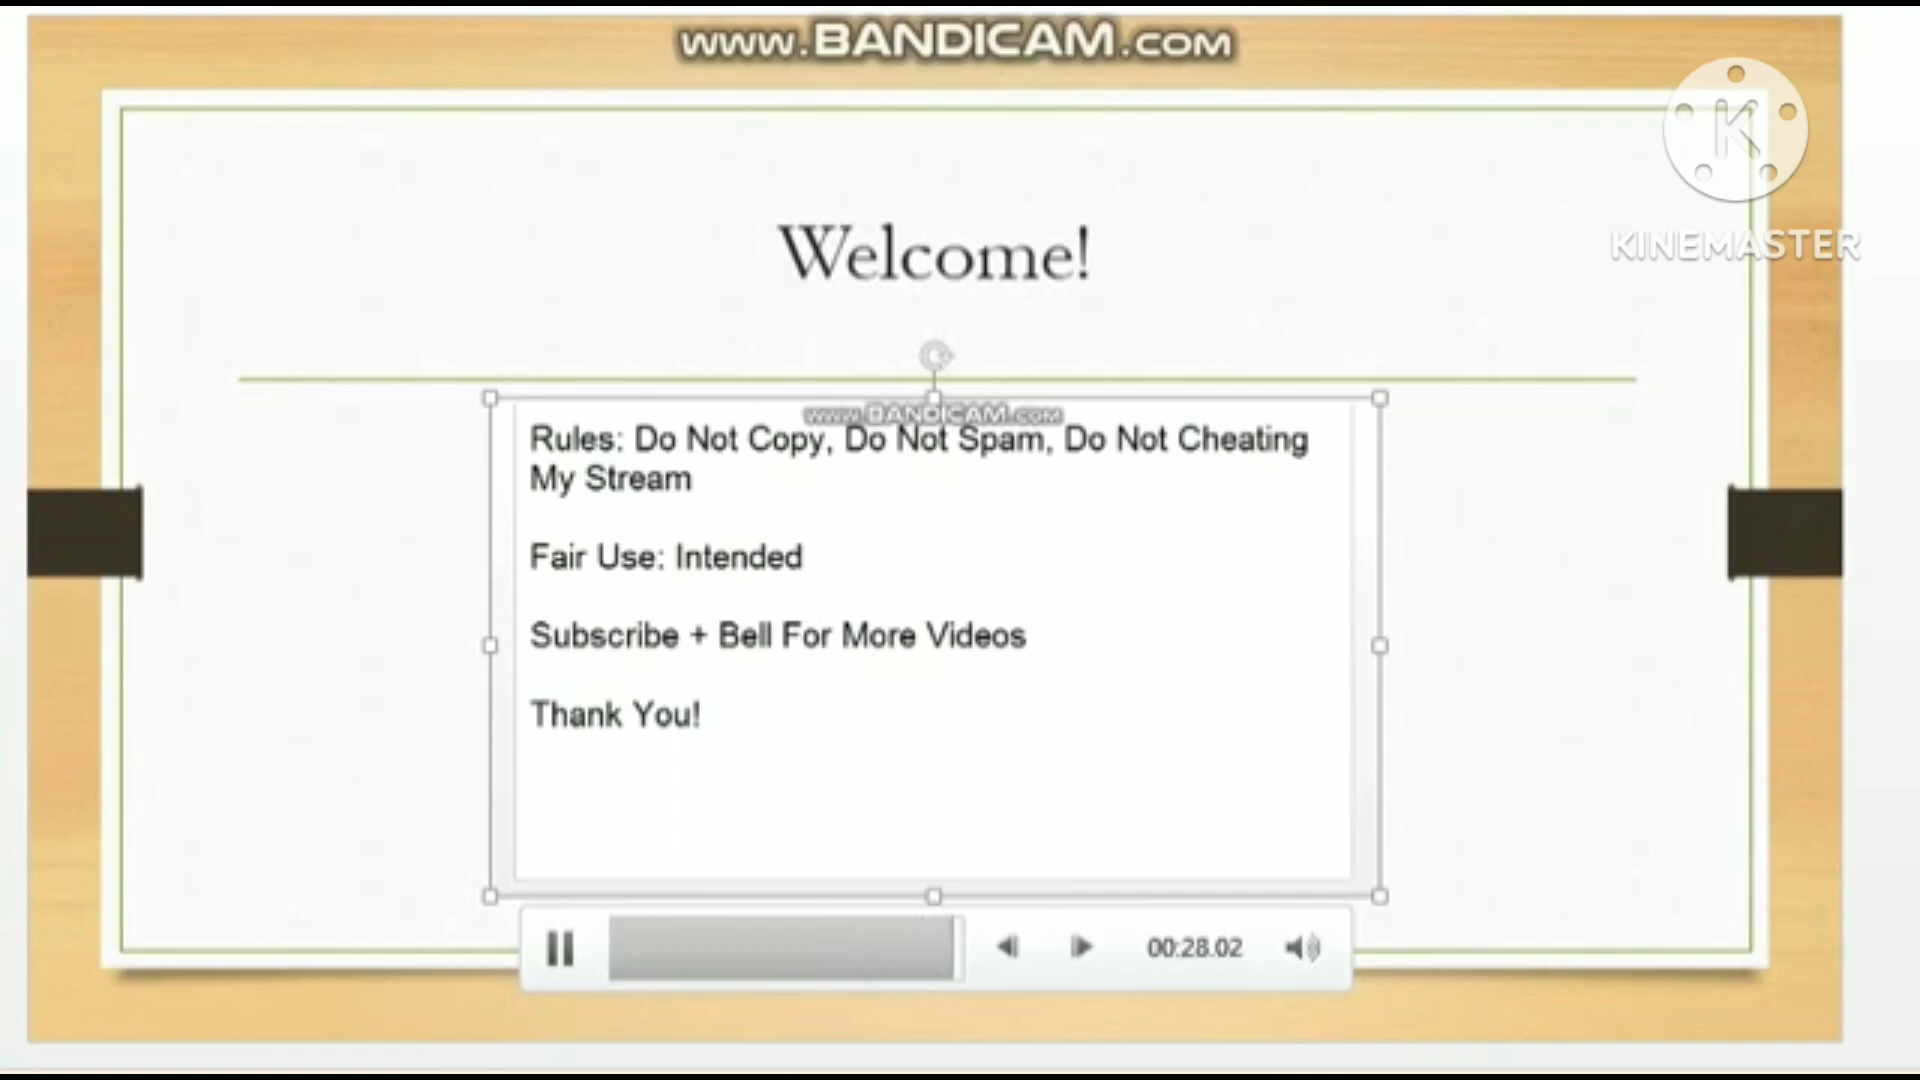 www.BANDICAM.com
K
KINEMASTER
Welcome!
www.BANDICAM.com
Rules: Do Not Copy, Do Not Spam, Do Not Cheating
My Stream
Fair Use: Intended
Subscribe + Bell For More Videos
Thank You!
00:28.02